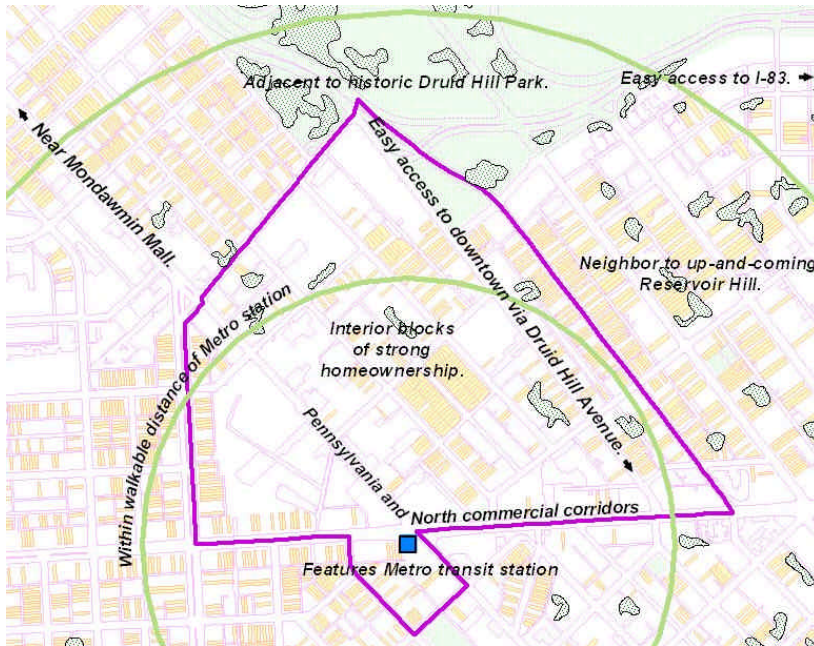 Adjacent to historic Druid Hill Park.
Easy access to I-83.
Near Mondawmin Mall.
Easy access to downtown via Druid Hill Avenue.
Neighbor to up-and-coming
Reservoir Hill.
Within walkable distance of Metro station
Interior blocks
of strong
homeownership.
Pennsylvania and
North commercial corridors
Features Metro transit station